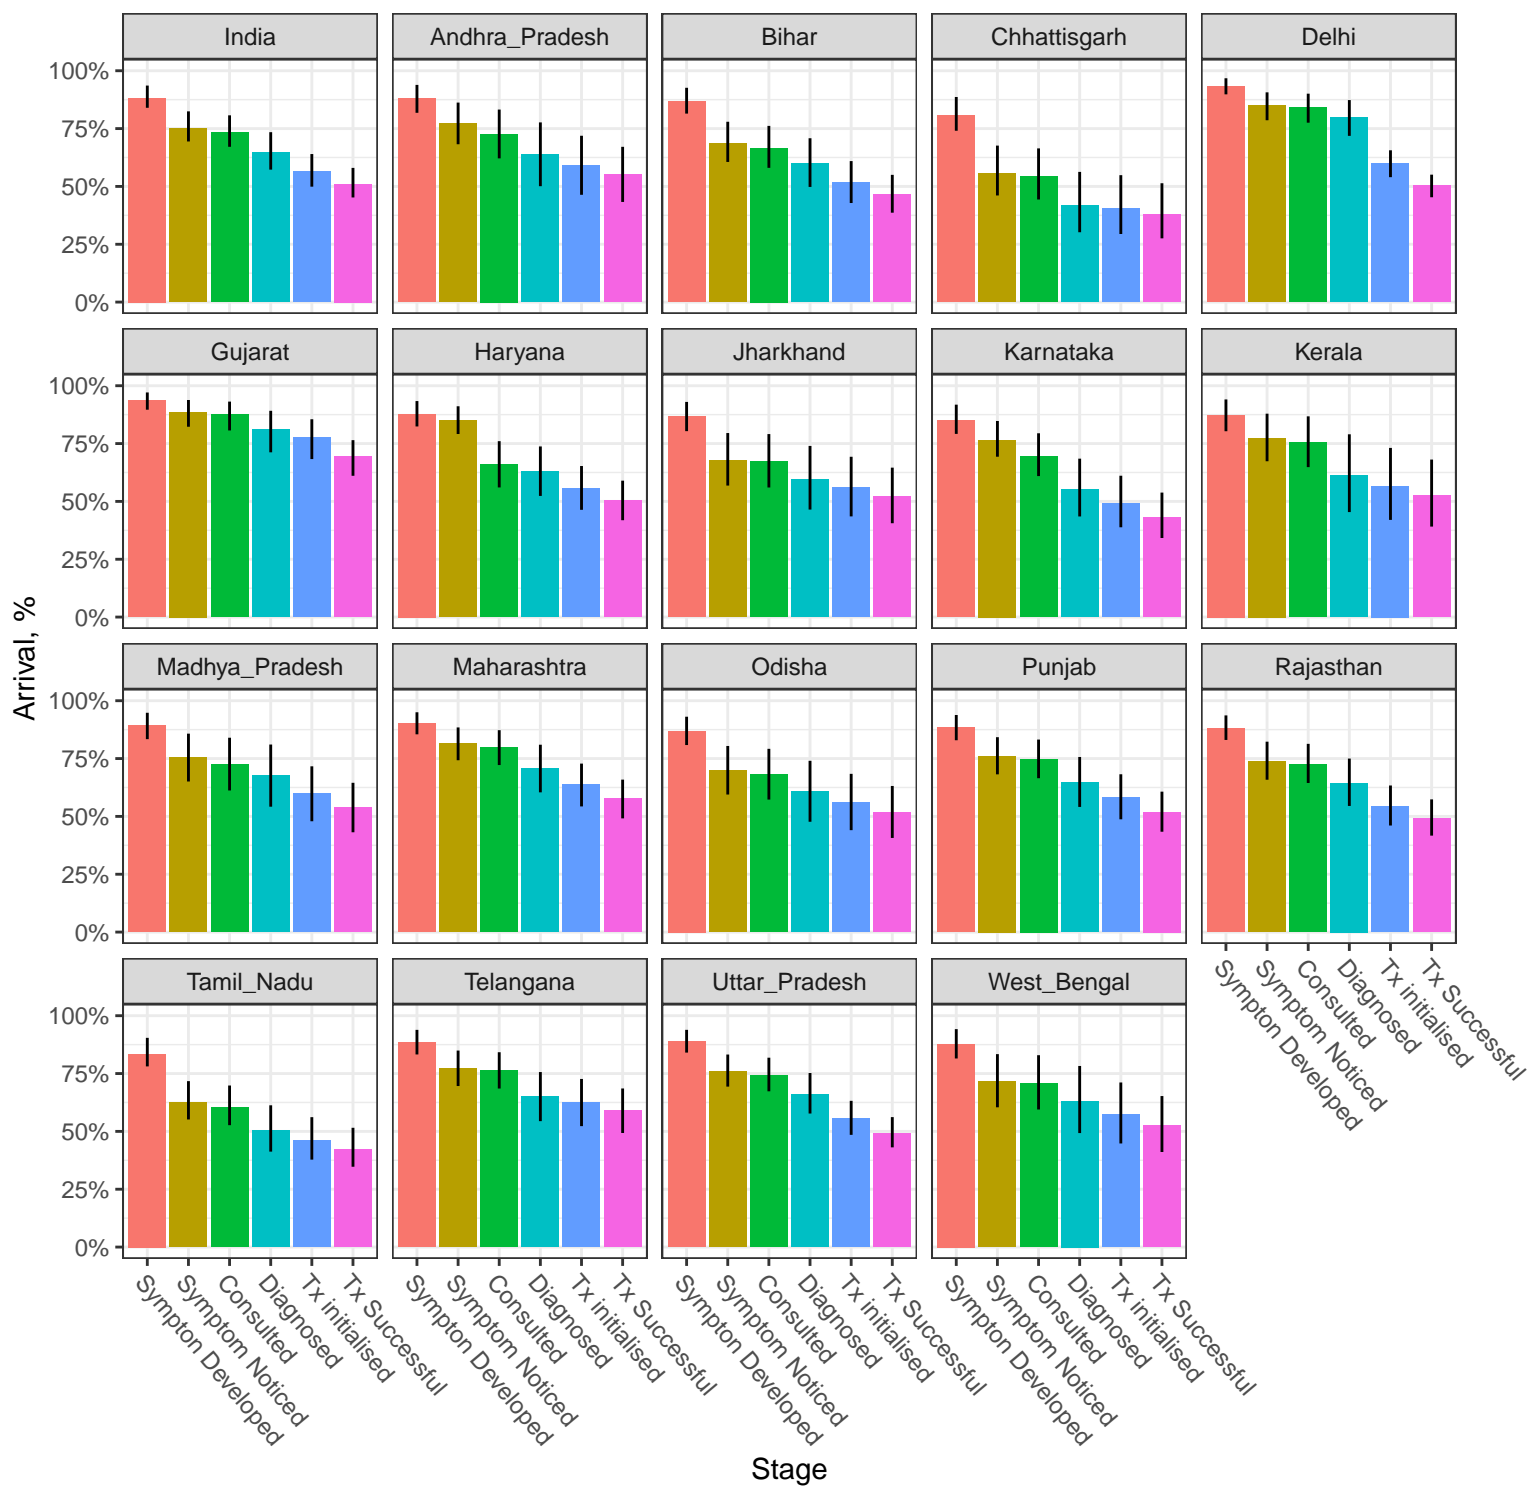 India
Andhra_Pradesh
Bihar
Chhattisgarh
Delhi
100%
75%
50%
25%
0%
Gujarat
Haryana
Jharkhand
Karnataka
Kerala
100%
75%
50%
25%
0%
Arrival, %
Madhya_Pradesh
Maharashtra
Odisha
Punjab
Rajasthan
100%
75%
50%
25%
0%
Sympton Developed
Symptom Noticed
Consulted
Diagnosed
Tx initialised
Tx Successful
Tamil_Nadu
Telangana
Uttar_Pradesh
West_Bengal
100%
75%
50%
25%
0%
Sympton Developed
Symptom Noticed
Consulted
Diagnosed
Tx initialised
Tx Successful
Sympton Developed
Symptom Noticed
Consulted
Diagnosed
Tx initialised
Tx Successful
Sympton Developed
Symptom Noticed
Consulted
Diagnosed
Tx initialised
Tx Successful
Sympton Developed
Symptom Noticed
Consulted
Diagnosed
Tx initialised
Tx Successful
Stage